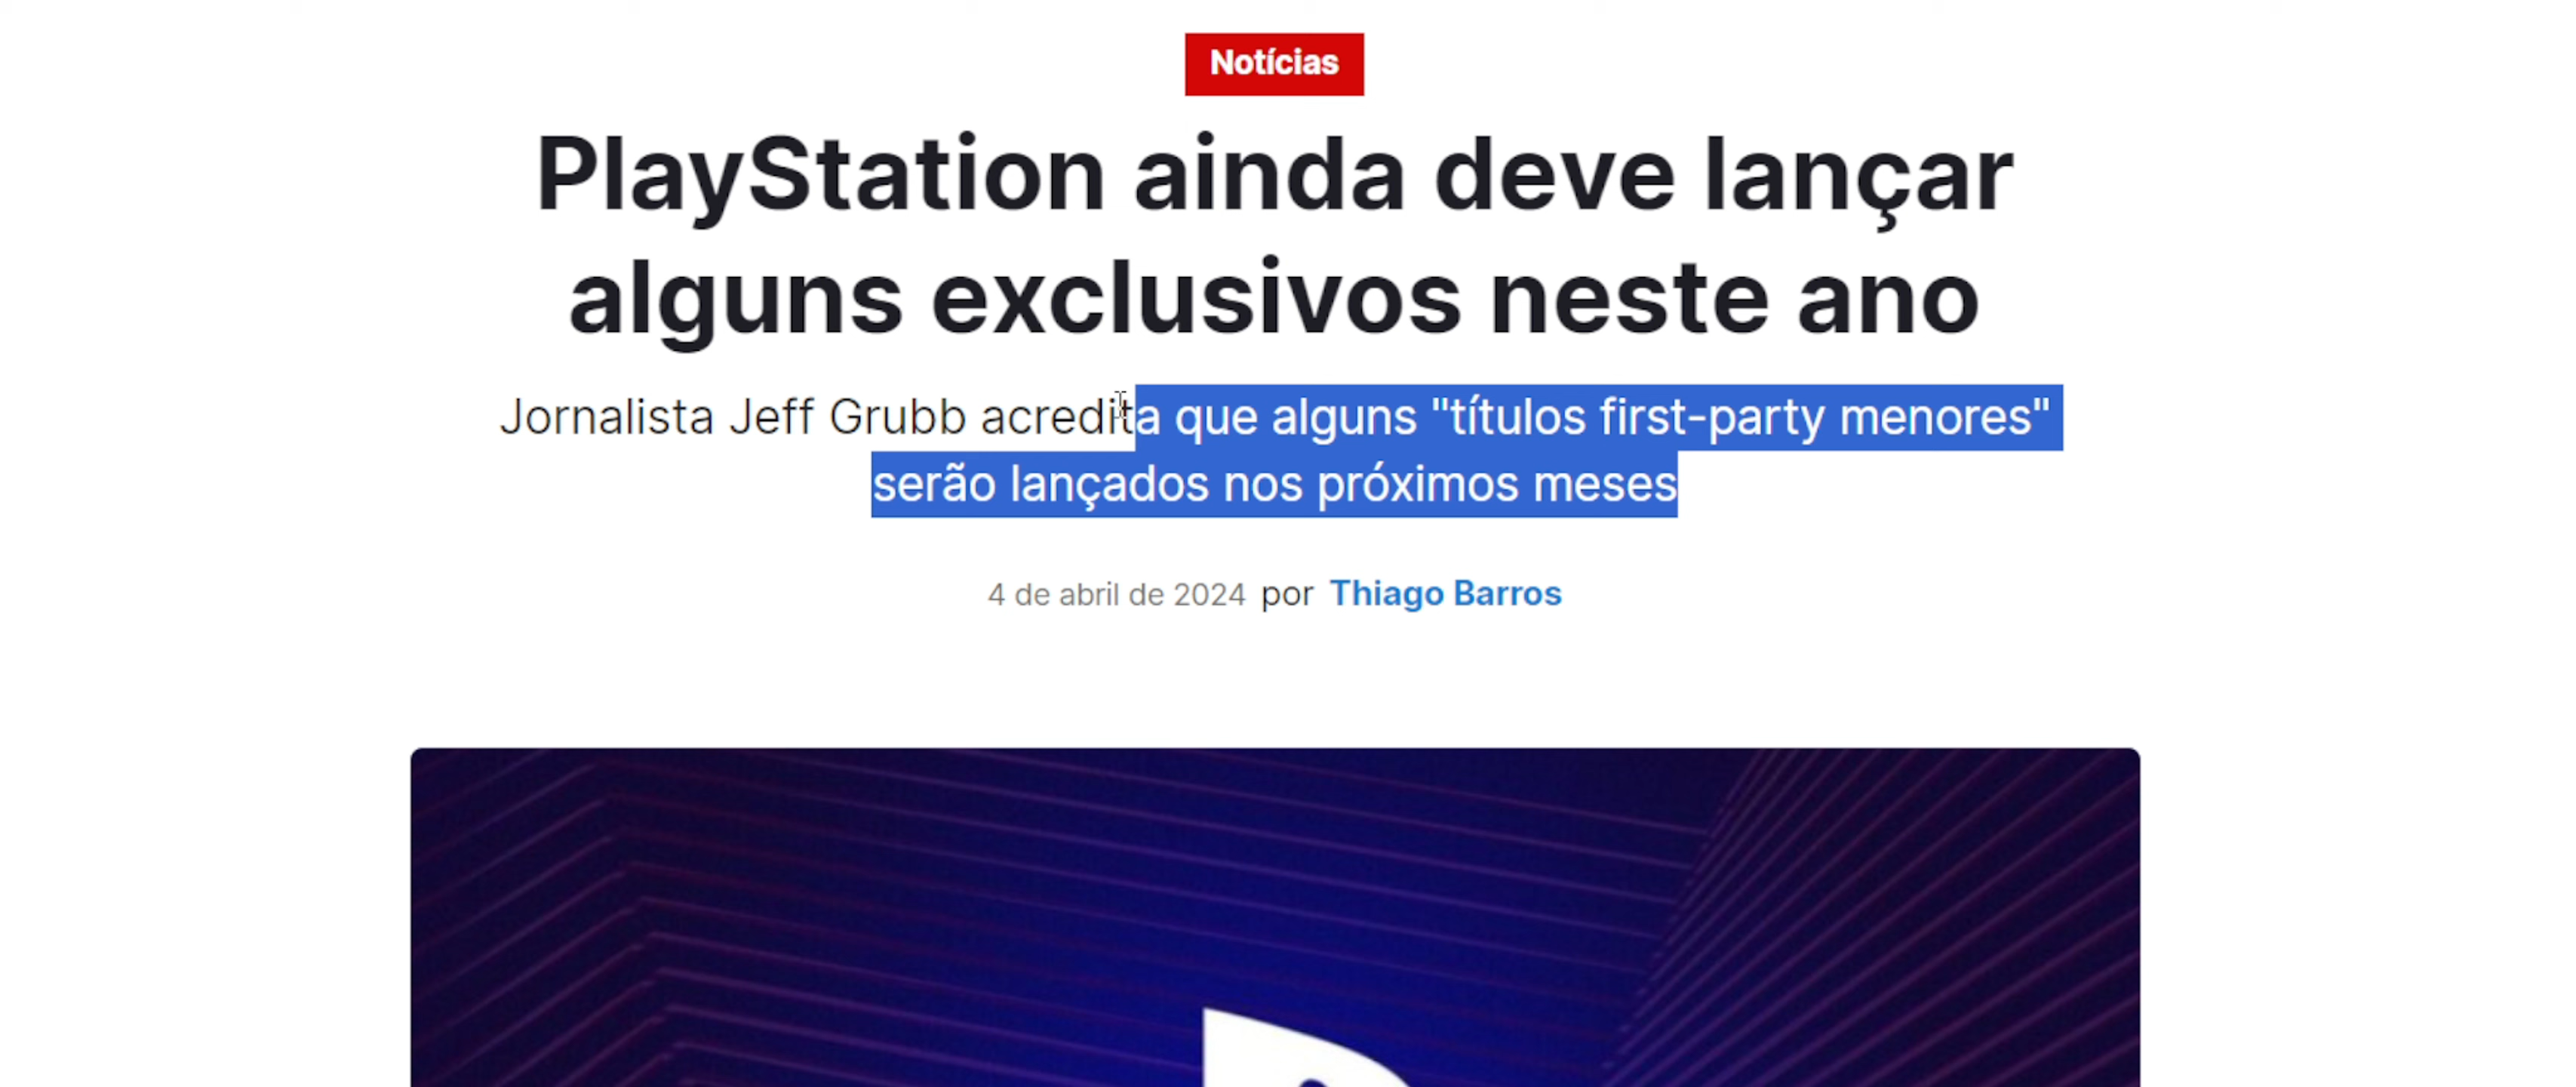 Notícias
PlayStation ainda deve lançar
alguns exclusivos neste ano
Jornalista Jeff Grubb acredita que alguns "títulos first-party menores"
serão lançados nos próximos meses
4 de abril de 2024 por Thiago Barros